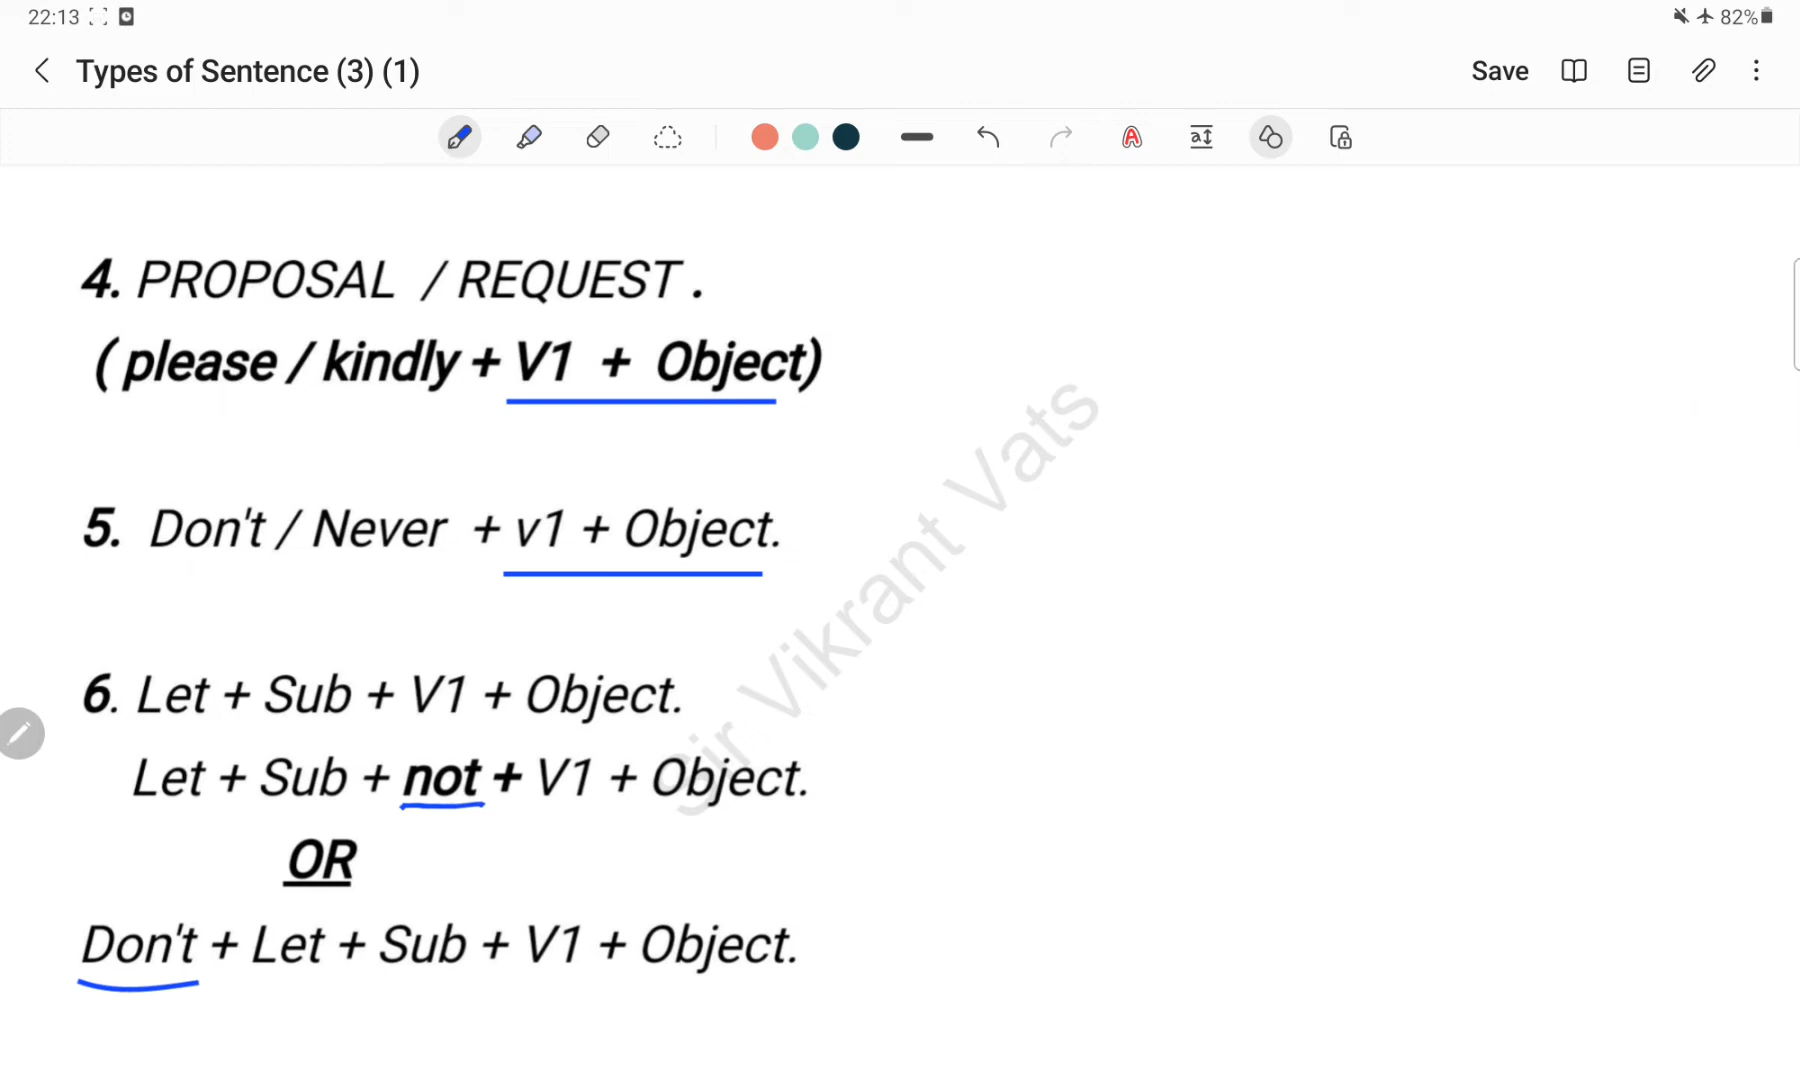 22:13
82%
Types of Sentence (3) (1)
Save
4. PROPOSAL / REQUEST .
( please / kindly + V1 + Object)
5. Don't / Never + v1 + Object.
6. Let + Sub + V1 + Object.
Let + Sub + not + V1 + Object.
OR
Don't + Let + Sub + V1 + Object.
Sir Vikrant Vats